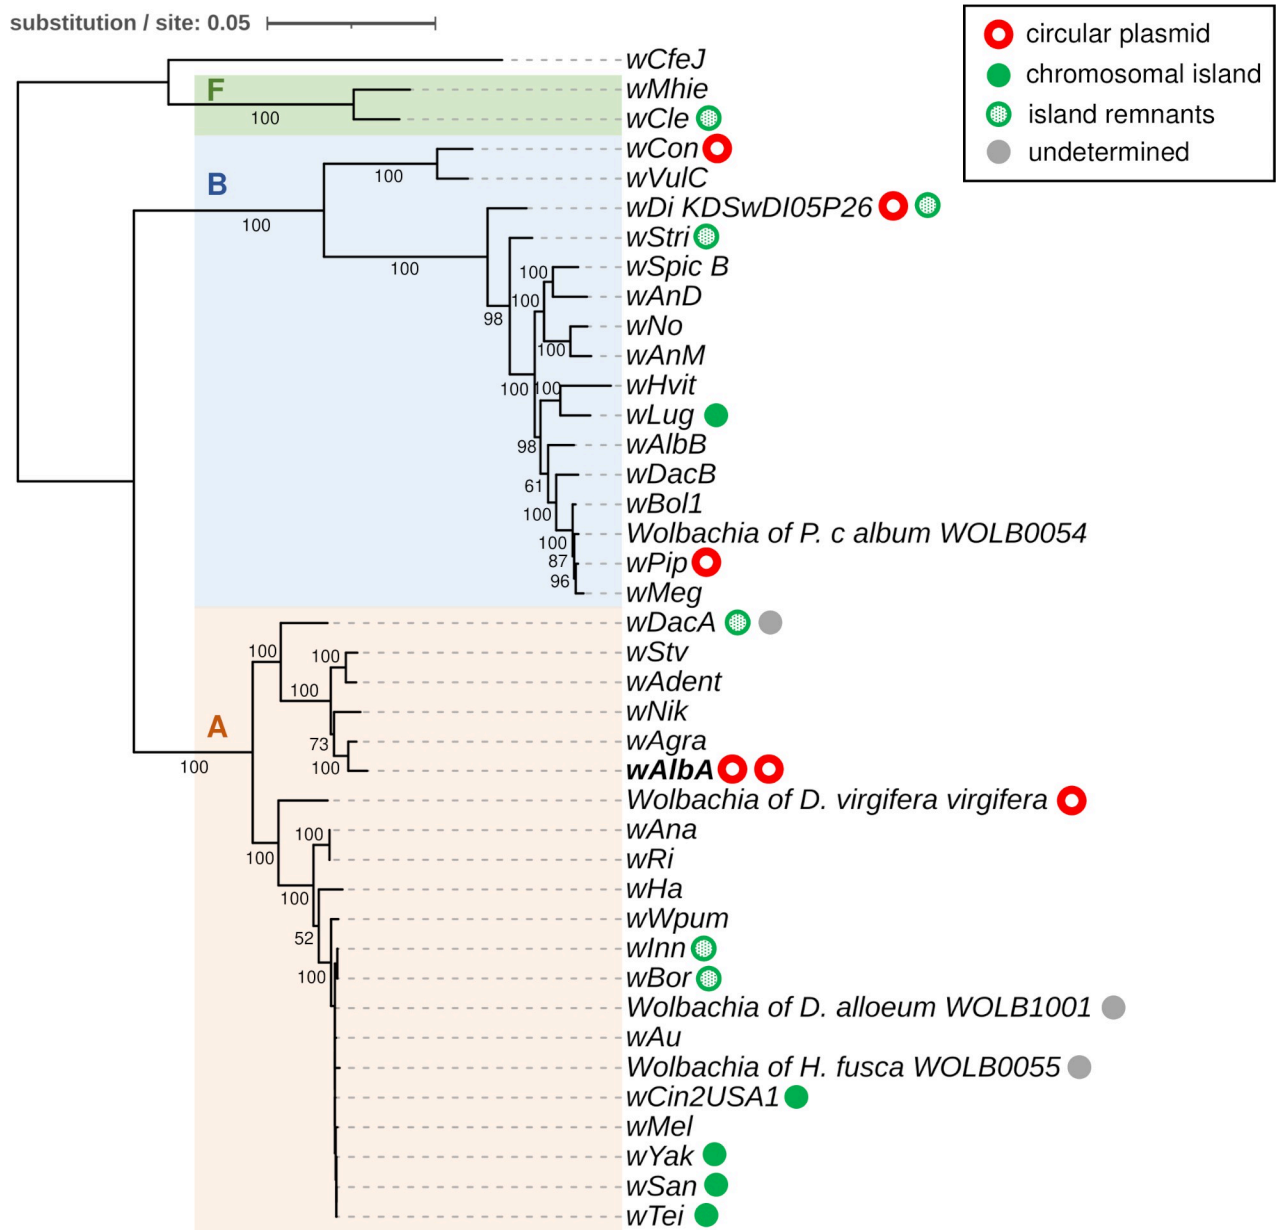 substitution / site: 0.05
circular plasmid
chromosomal island
island remnants
undetermined
wCfeJ
F
wMhie
100
wCle
wCon
B
100
wVulC
100
wDi KDSwDI05P26
100
wStri
100
wSpic B
100
wAnD
98
wNo
100
wAnM
100
100
wHvit
wLug
98
wAlbB
61
wDacB
100
wBol1
100
Wolbachia of P. c album WOLB0054
87
wPip
96
wMeg
wDacA
100
100
wStv
100
wAdent
A
wNik
73
wAgra
100
100
wAlbA
Wolbachia of D. virgifera virgifera
100
wAna
100
wRi
100
wHa
52
wWpum
100
wInn
wBor
Wolbachia of D. alloeum WOLB1001
wAu
Wolbachia of H. fusca WOLB0055
wCin2USA1
wMel
wYak
wSan
wTei